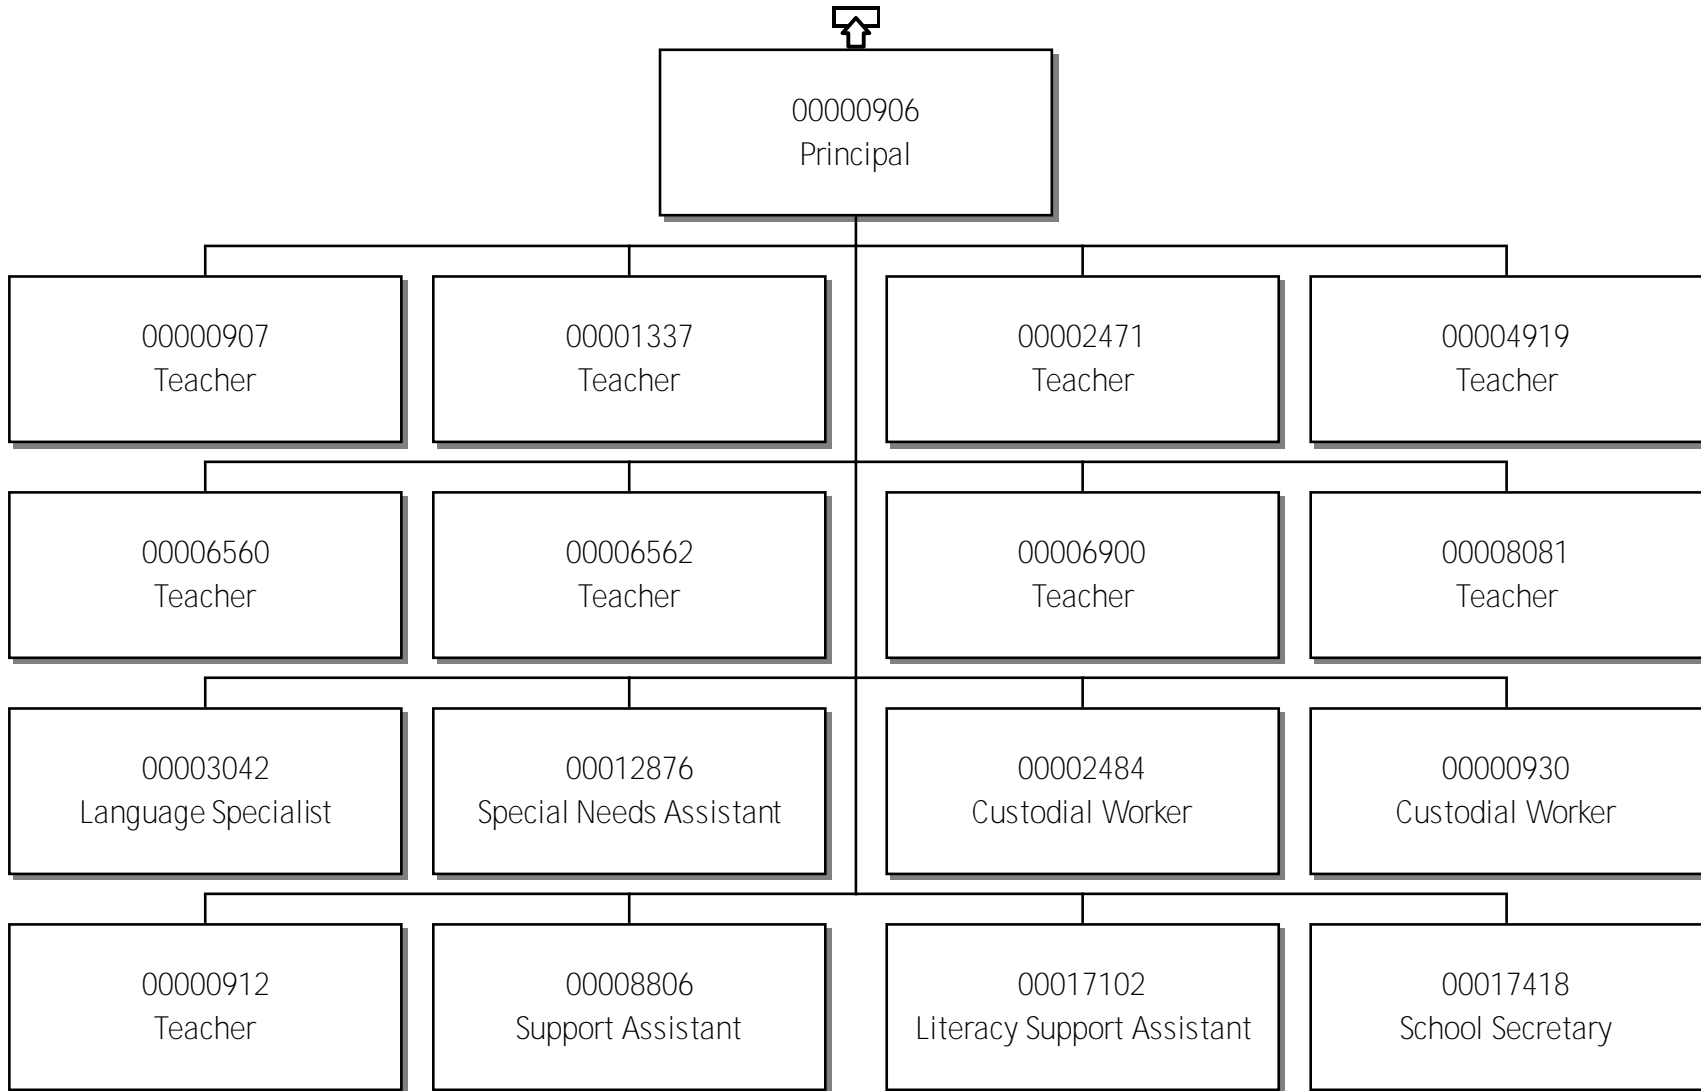 00000906
Principal
00000907
Teacher
00001337
Teacher
00002471
Teacher
00004919
Teacher
00006560
Teacher
00006562
Teacher
00006900
Teacher
00008081
Teacher
00003042
Language Specialist
00012876
Special Needs Assistant
00002484
Custodial Worker
00000930
Custodial Worker
00000912
Teacher
00008806
Support Assistant
00017102
Literacy Support Assistant
00017418
School Secretary